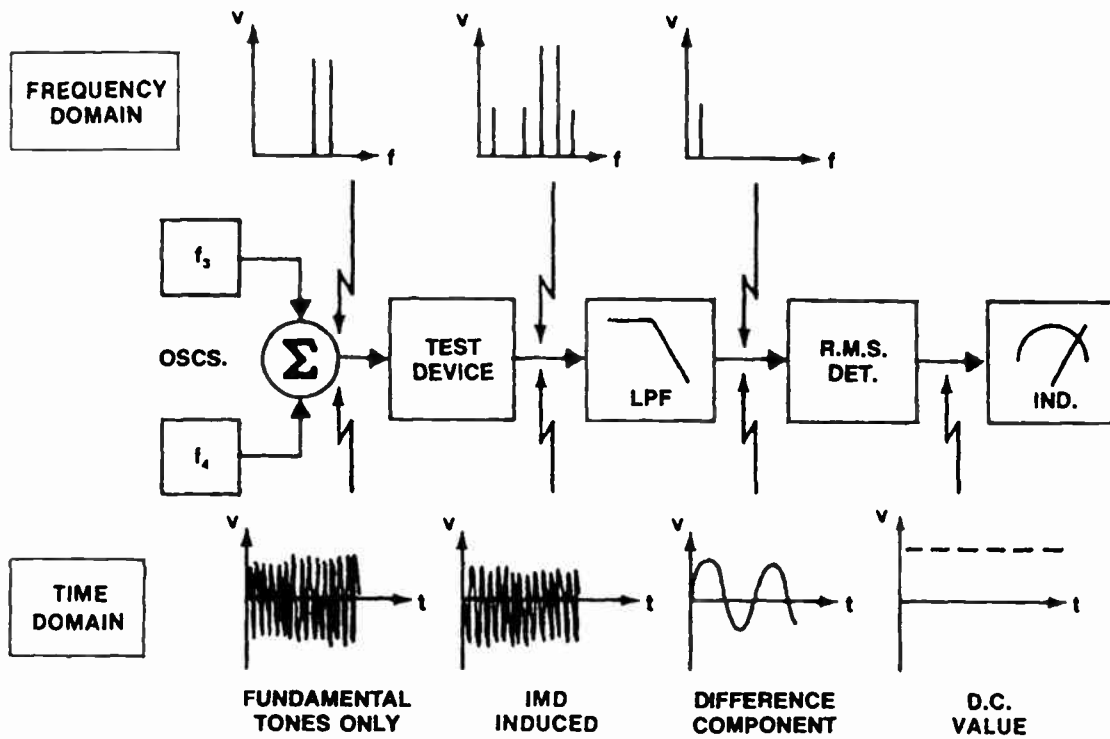 V
V
V
FREQUENCY
DOMAIN
f
f
f
f₃
OSCS.
Σ
TEST
DEVICE
LPF
R.M.S.
DET.
IND.
f₄
V
V
V
V
TIME
DOMAIN
t
t
t
t
FUNDAMENTAL
TONES ONLY
IMD
INDUCED
DIFFERENCE
COMPONENT
D.C.
VALUE